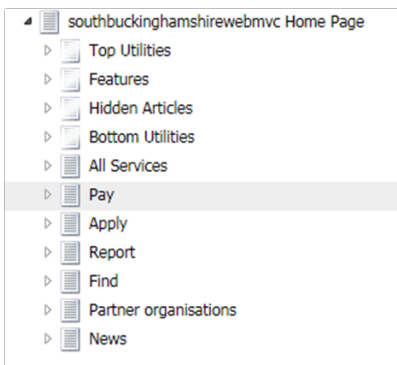 southbuckinghamshirewebmvc Home Page
Top Utilities
Features
Hidden Articles
Bottom Utilities
All Services
Pay
Apply
Report
Find
Partner organisations
News